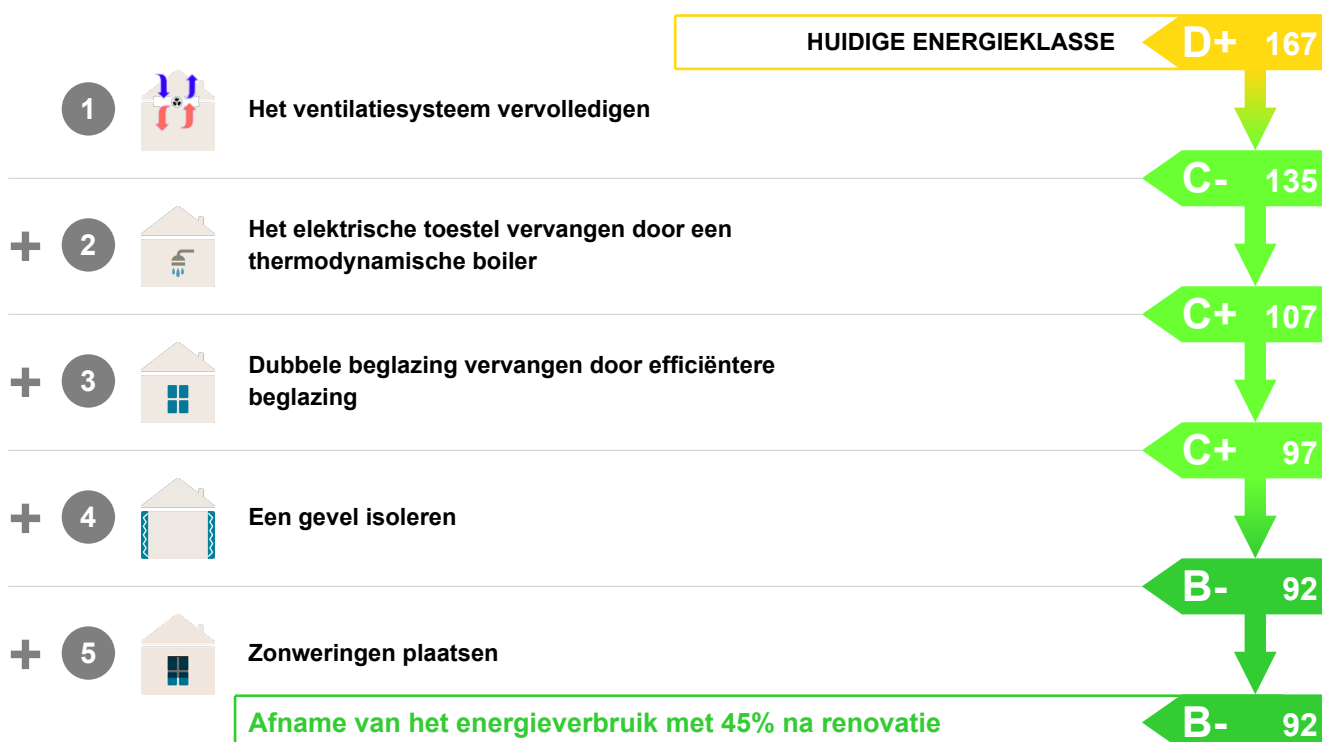 HUIDIGE ENERGIEKLASSE D+ 167
1 Het ventilatiesysteem vervolledigen
C- 135
+ 2 Het elektrische toestel vervangen door een
thermodynamische boiler
C+ 107
+ 3 Dubbele beglazing vervangen door efficiëntere
beglazing
C+ 97
+ 4 Een gevel isoleren
B- 92
+ 5 Zonweringen plaatsen
Afname van het energieverbruik met 45% na renovatie B- 92